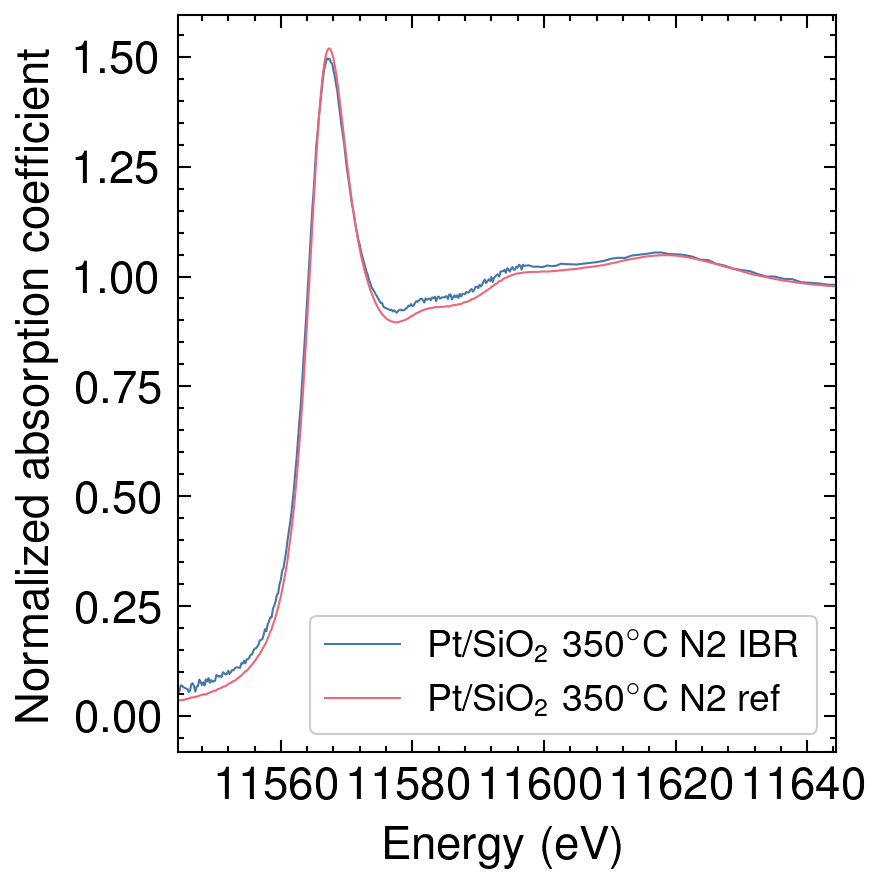 Normalized absorption coefficient
1.50
1.25
1.00
0.75
0.50
0.25
0.00
Pt/SiO₂ 350°C N2 IBR
Pt/SiO₂ 350°C N2 ref
11560 11580 11600 11620 11640
Energy (eV)